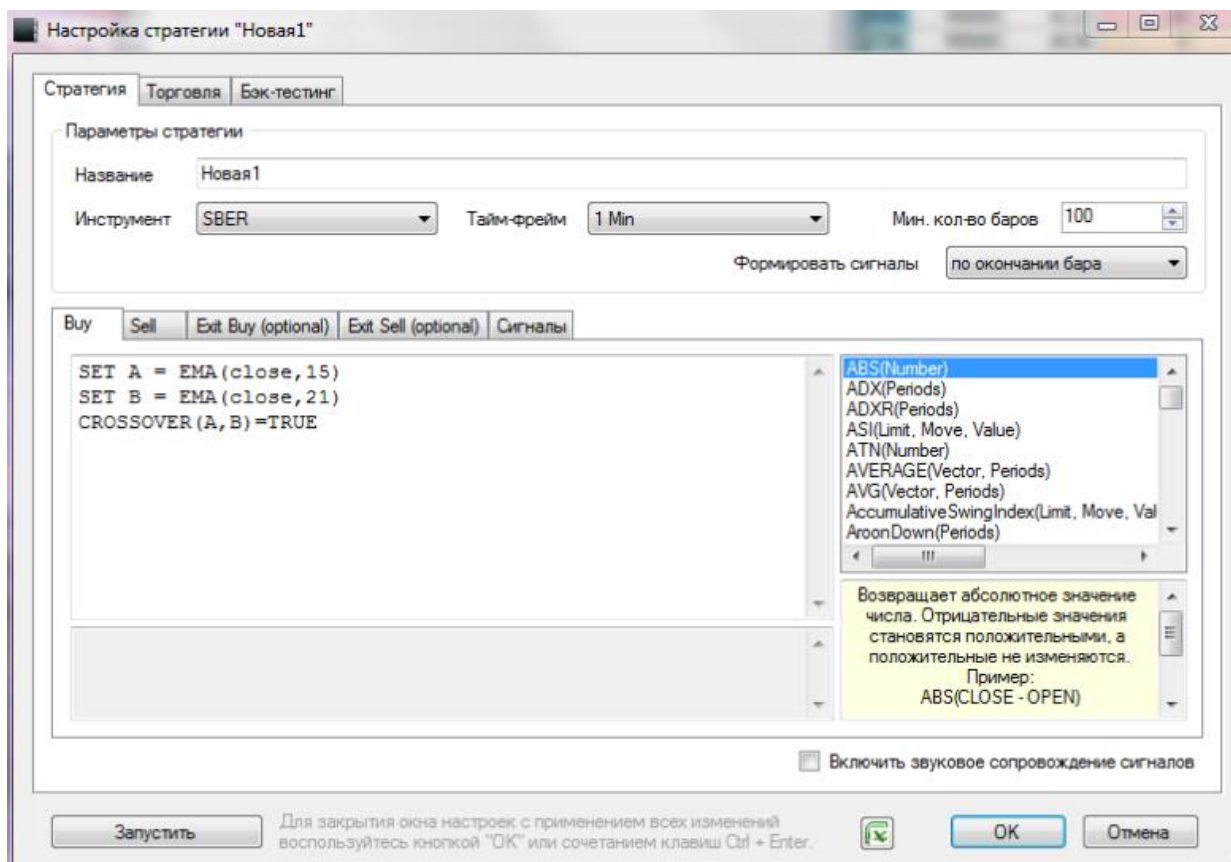 Настройка стратегии "Новая1"
Стратегия Торговля Бэк-тестинг
Параметры стратегии
Название Новая1
Инструмент SBER Тайм-фрейм 1 Min Мин. кол-во баров 100
Формировать сигналы по окончании бара
Buy Sell Exit Buy (optional) Exit Sell (optional) Сигналы
SET A = EMA(close,15)
SET B = EMA(close,21)
CROSSOVER(A,B)=TRUE
ABS(Number)
ADX(Periods)
ADXR(Periods)
ASI(Limit, Move, Value)
ATN(Number)
AVERAGE(Vector, Periods)
AVG(Vector, Periods)
AccumulativeSwingIndex(Limit, Move, Val
AroonDown(Periods)
Возвращает абсолютное значение
числа. Отрицательные значения
становятся положительными, а
положительные не изменяются.
Пример:
ABS(CLOSE - OPEN)
Включить звуковое сопровождение сигналов
Запустить
Для закрытия окна настроек с применением всех изменений
воспользуйтесь кнопкой "OK" или сочетанием клавиш Ctrl + Enter.
OK Отмена